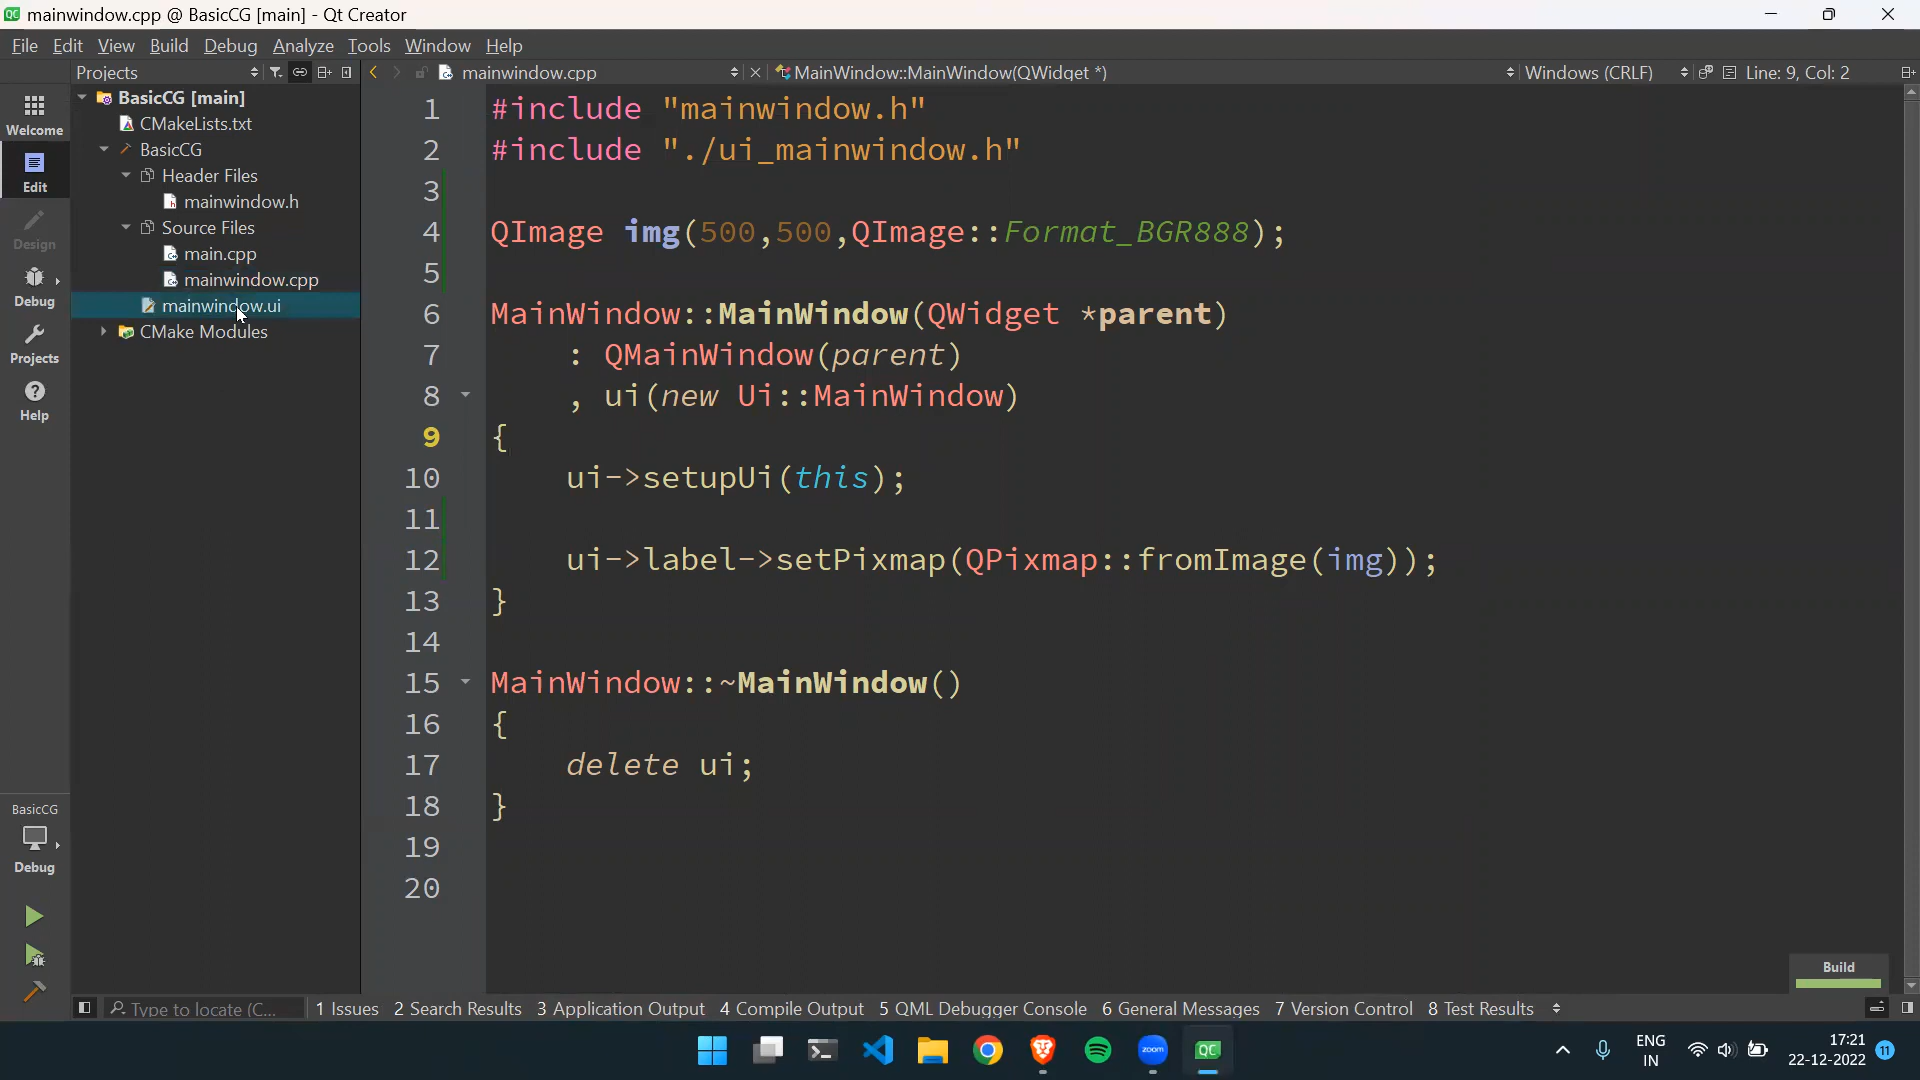 QC mainwindow.cpp @ BasicCG [main] - Qt Creator
File Edit View Build Debug Analyze Tools Window Help
Projects
mainwindow.cpp
MainWindow::MainWindow(QWidget *)
Windows (CRLF)
Line: 9, Col: 2
Welcome
Edit
Design
Debug
Projects
Help
BasicCG [main]
CMakeLists.txt
BasicCG
Header Files
mainwindow.h
Source Files
main.cpp
mainwindow.cpp
mainwindow.ui
CMake Modules
1 #include "mainwindow.h"
2 #include "./ui_mainwindow.h"
3
4 QImage img(500,500,QImage::Format_BGR888);
5
6 MainWindow::MainWindow(QWidget *parent)
7 : QMainWindow(parent)
8 , ui(new Ui::MainWindow)
9 {
10 ui->setupUi(this);
11
12 ui->label->setPixmap(QPixmap::fromImage(img));
13 }
14
15 MainWindow::~MainWindow()
16 {
17 delete ui;
18 }
19
20
BasicCG
Debug
Build
Type to locate (C...
1 Issues 2 Search Results 3 Application Output 4 Compile Output 5 QML Debugger Console 6 General Messages 7 Version Control 8 Test Results
zoom
QC
ENG
IN
17:21
22-12-2022
11